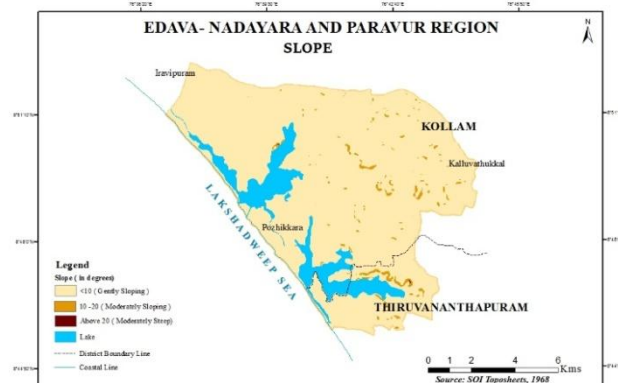 EDAVA- NADAYARA AND PARAVUR REGION
SLOPE
N
Iravipuram
KOLLAM
Kalluvathukkal
LAKSHADWEEP SEA
Pozhikkara
THIRUVANANTHAPURAM
Legend
Slope ( in degrees)
<10 ( Gently Sloping )
10 -20 ( Moderately Sloping)
Above 20 ( Moderately Steep)
Lake
District Boundary Line
Coastal Line
0 1 2 4 6
Kms
Source: SOI Toposheets, 1968